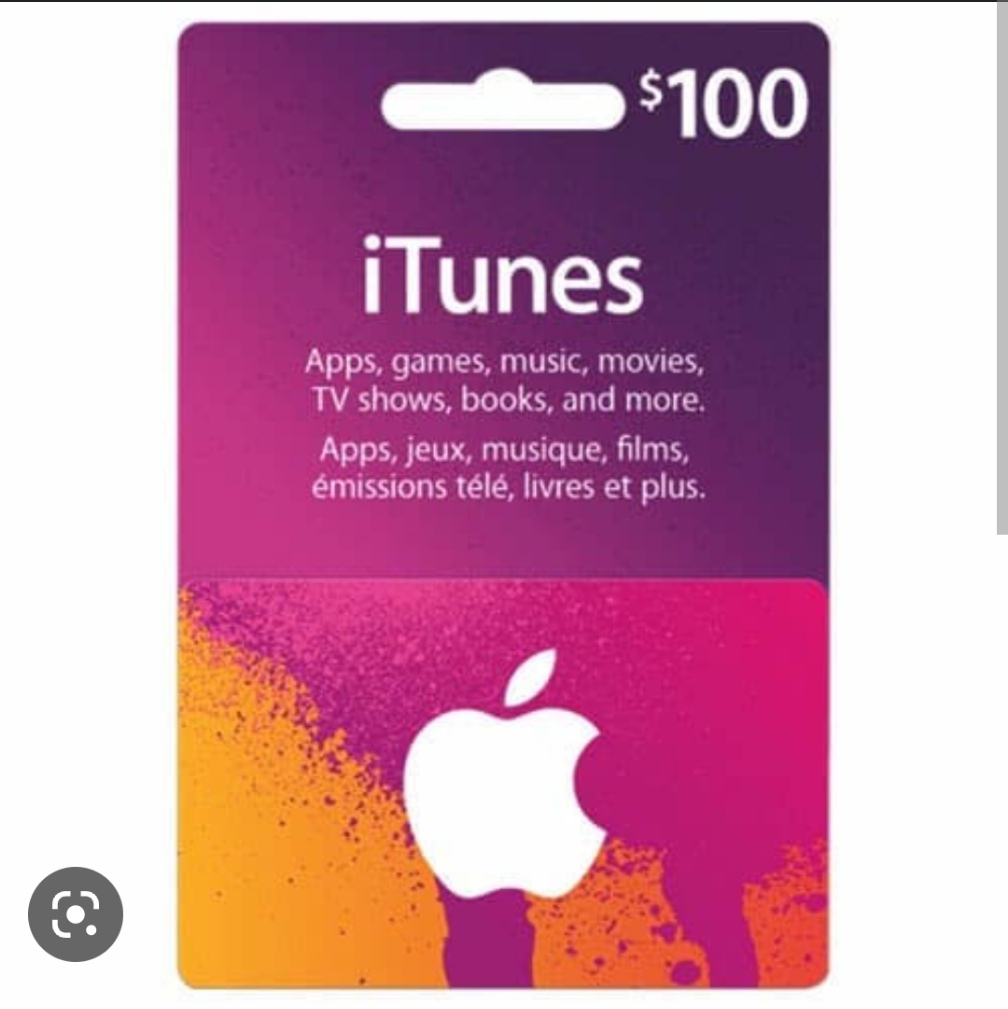 $100
iTunes
Apps, games, music, movies,
TV shows, books, and more.
Apps, jeux, musique, films,
émissions télé, livres et plus.